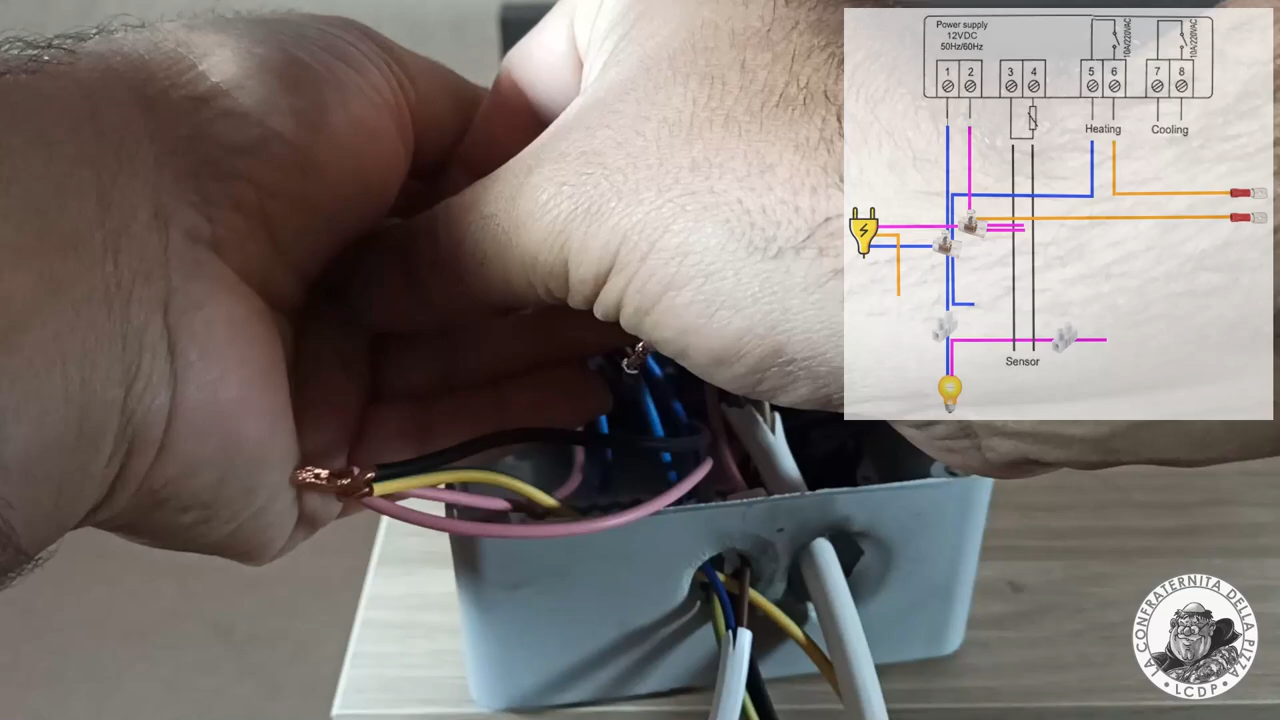 Power supply
12VDC
50Hz/60Hz
10A/220VAC
10A/220VAC
1 2 3 4 5 6 7 8
Heating
Cooling
Sensor
LA CONFRATERNITA DELLA PIZZA
• LCDP •